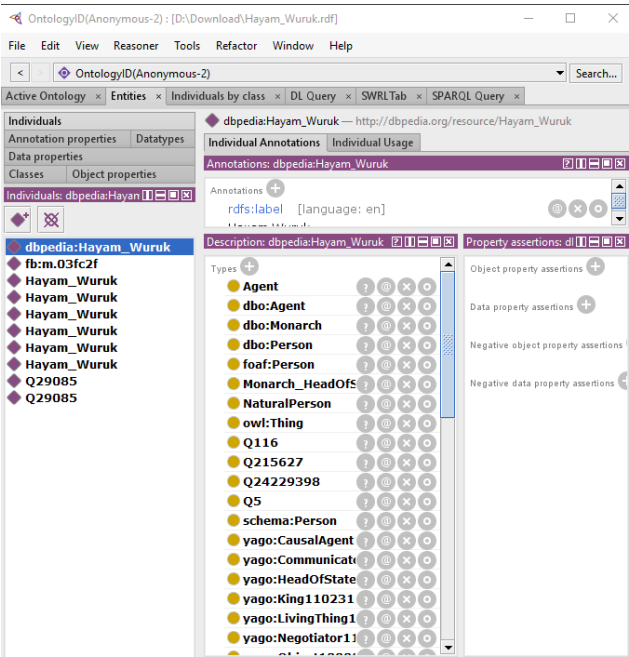 OntologyID(Anonymous-2) : [D:\Download\Hayam_Wuruk.rdf]
File Edit View Reasoner Tools Refactor Window Help
< > OntologyID(Anonymous-2) Search...
Active Ontology × Entities × Individuals by class × DL Query × SWRLTab × SPARQL Query ×
Individuals
Annotation properties Datatypes
Data properties
Classes Object properties
Individuals: dbpedia:Hayan
dbpedia:Hayam_Wuruk
fb:m.03fc2f
Hayam_Wuruk
Hayam_Wuruk
Hayam_Wuruk
Hayam_Wuruk
Hayam_Wuruk
Hayam_Wuruk
Q29085
Q29085
dbpedia:Hayam_Wuruk — http://dbpedia.org/resource/Hayam_Wuruk
Individual Annotations Individual Usage
Annotations: dbpedia:Hayam_Wuruk
Annotations
rdfs:label [language: en]
Hayam Wuruk
Description: dbpedia:Hayam_Wuruk
Types
Agent
dbo:Agent
dbo:Monarch
dbo:Person
foaf:Person
Monarch_HeadOfS
NaturalPerson
owl:Thing
Q116
Q215627
Q24229398
Q5
schema:Person
yago:CausalAgent
yago:Communicat
yago:HeadOfState
yago:King110231
yago:LivingThing1
yago:Negotiator11
Property assertions: dl
Object property assertions
Data property assertions
Negative object property assertions
Negative data property assertions